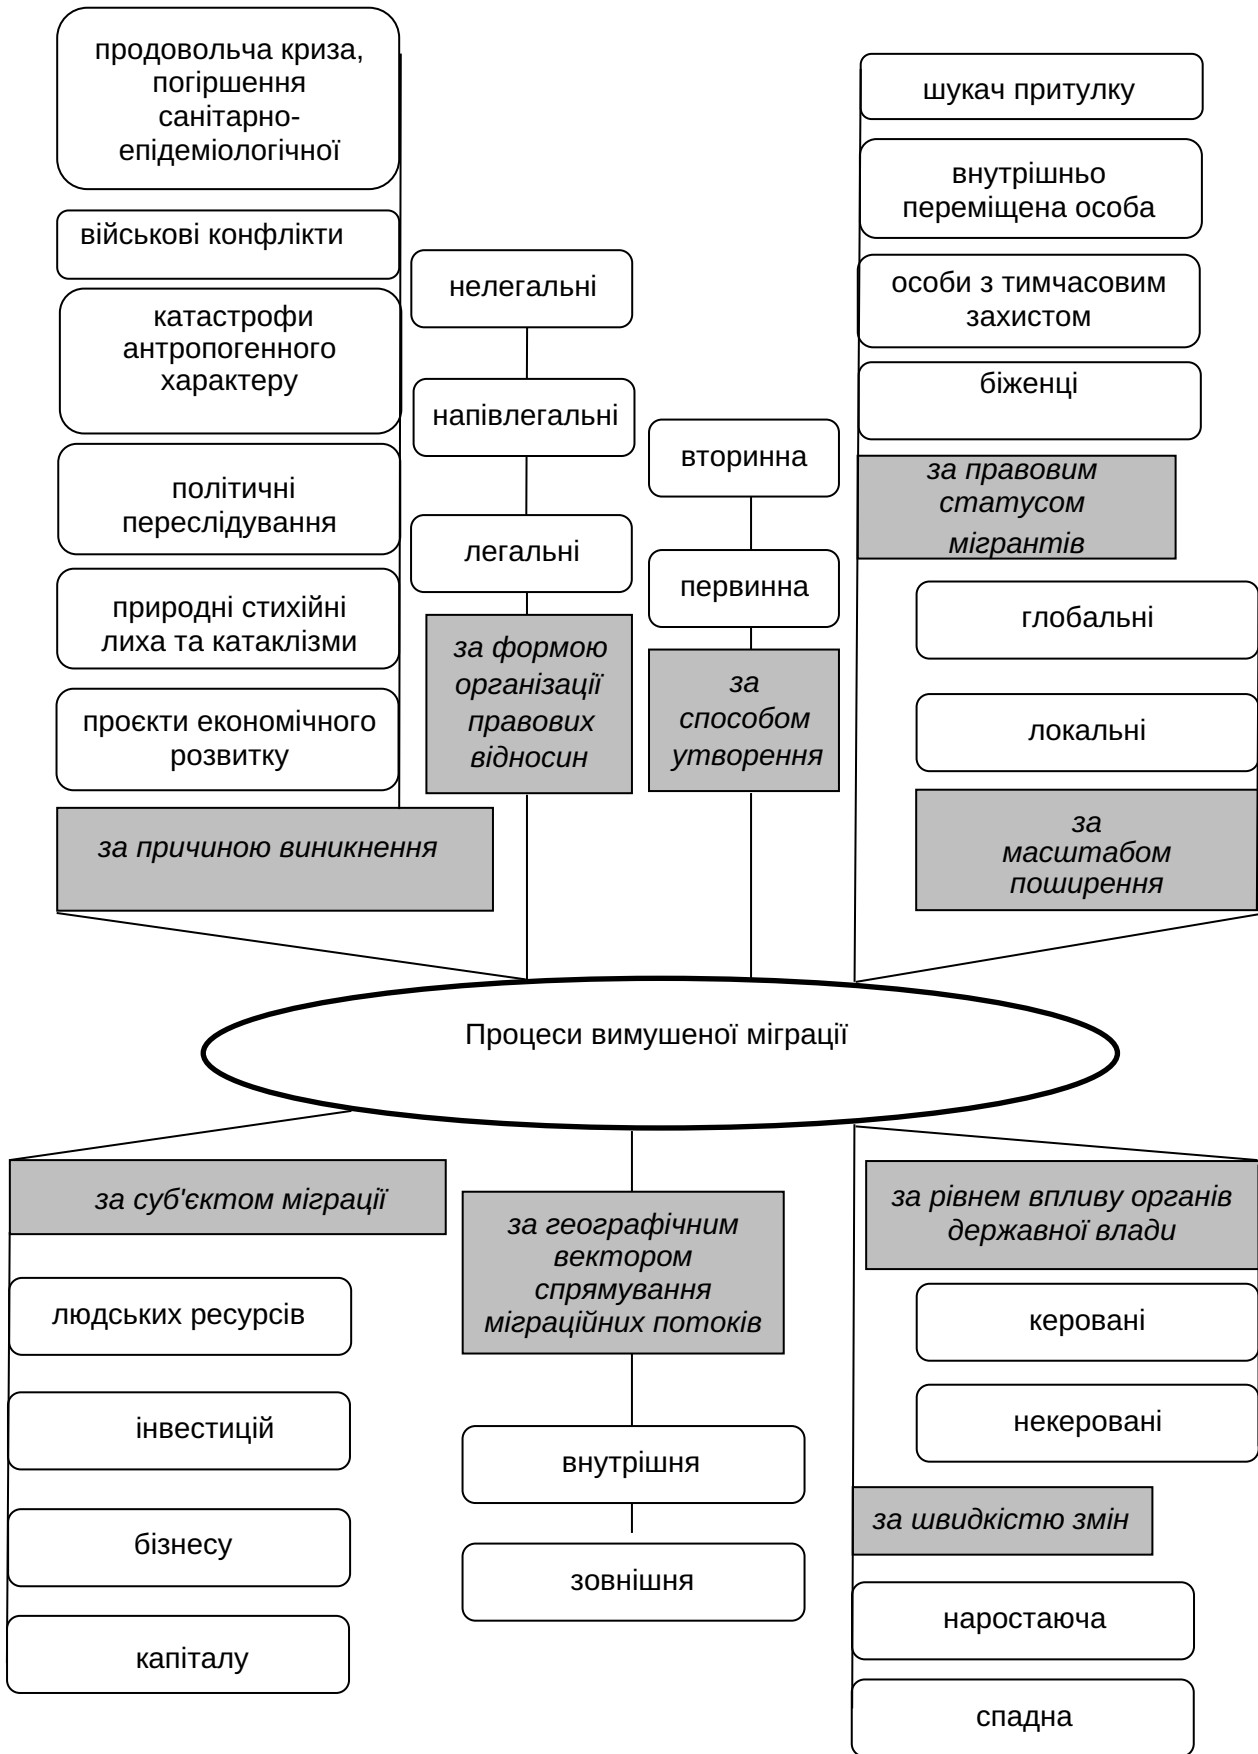 продовольча криза,
погіршення
санітарно-
епідеміологічної
військові конфлікти
катастрофи
антропогенного
характеру
політичні
переслідування
природні стихійні
лиха та катаклізми
проєкти економічного
розвитку
за причиною виникнення
нелегальні
напівлегальні
легальні
за формою
організації
правових
відносин
вторинна
первинна
за
способом
утворення
шукач притулку
внутрішньо
переміщена особа
особи з тимчасовим
захистом
біженці
за правовим
статусом
мігрантів
глобальні
локальні
за
масштабом
поширення
Процеси вимушеної міграції
за суб'єктом міграції
людських ресурсів
інвестицій
бізнесу
капіталу
за географічним
вектором
спрямування
міграційних потоків
внутрішня
зовнішня
за рівнем впливу органів
державної влади
керовані
некеровані
за швидкістю змін
наростаюча
спадна